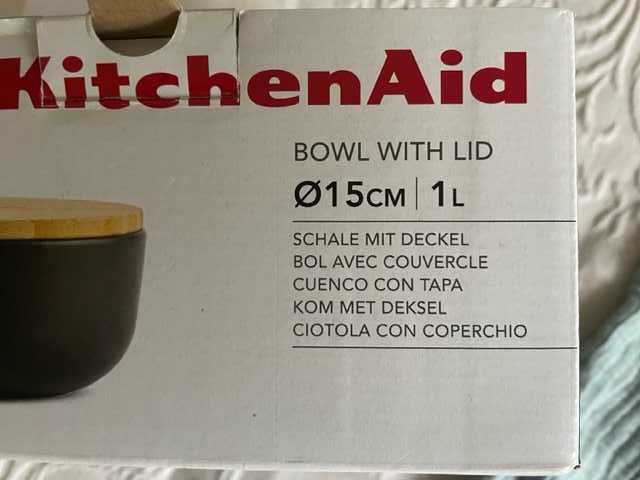 KitchenAid
BOWL WITH LID
Ø15CM | 1L
SCHALE MIT DECKEL
BOL AVEC COUVERCLE
CUENCO CON TAPA
KOM MET DEKSEL
CIOTOLA CON COPERCHIO